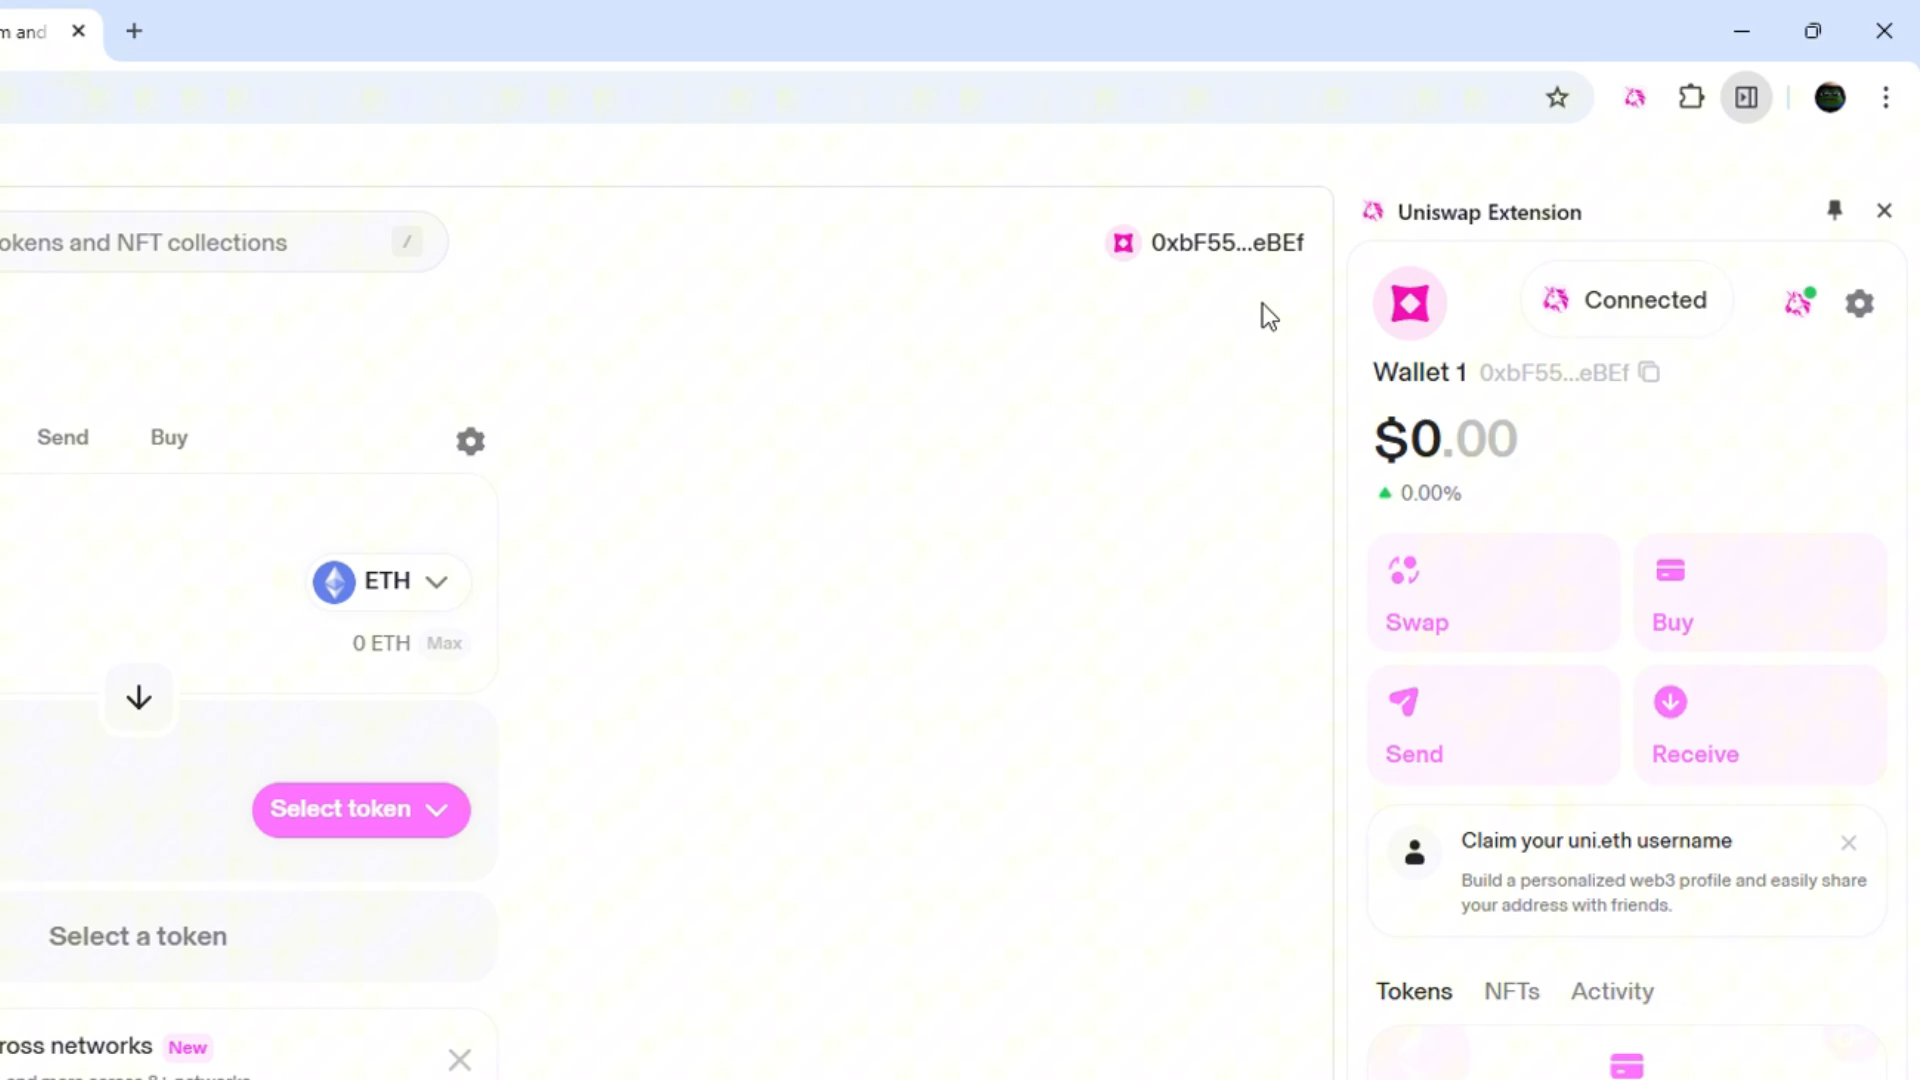 m and
okens and NFT collections
/
0xbF55...eBEf
Send
Buy
ETH
0 ETH
Max
Select token
Select a token
ross networks
New
Uniswap Extension
Connected
Wallet 1
0xbF55...eBEf
$0.00
0.00%
Swap
Buy
Send
Receive
Claim your uni.eth username
Build a personalized web3 profile and easily share
your address with friends.
Tokens
NFTs
Activity